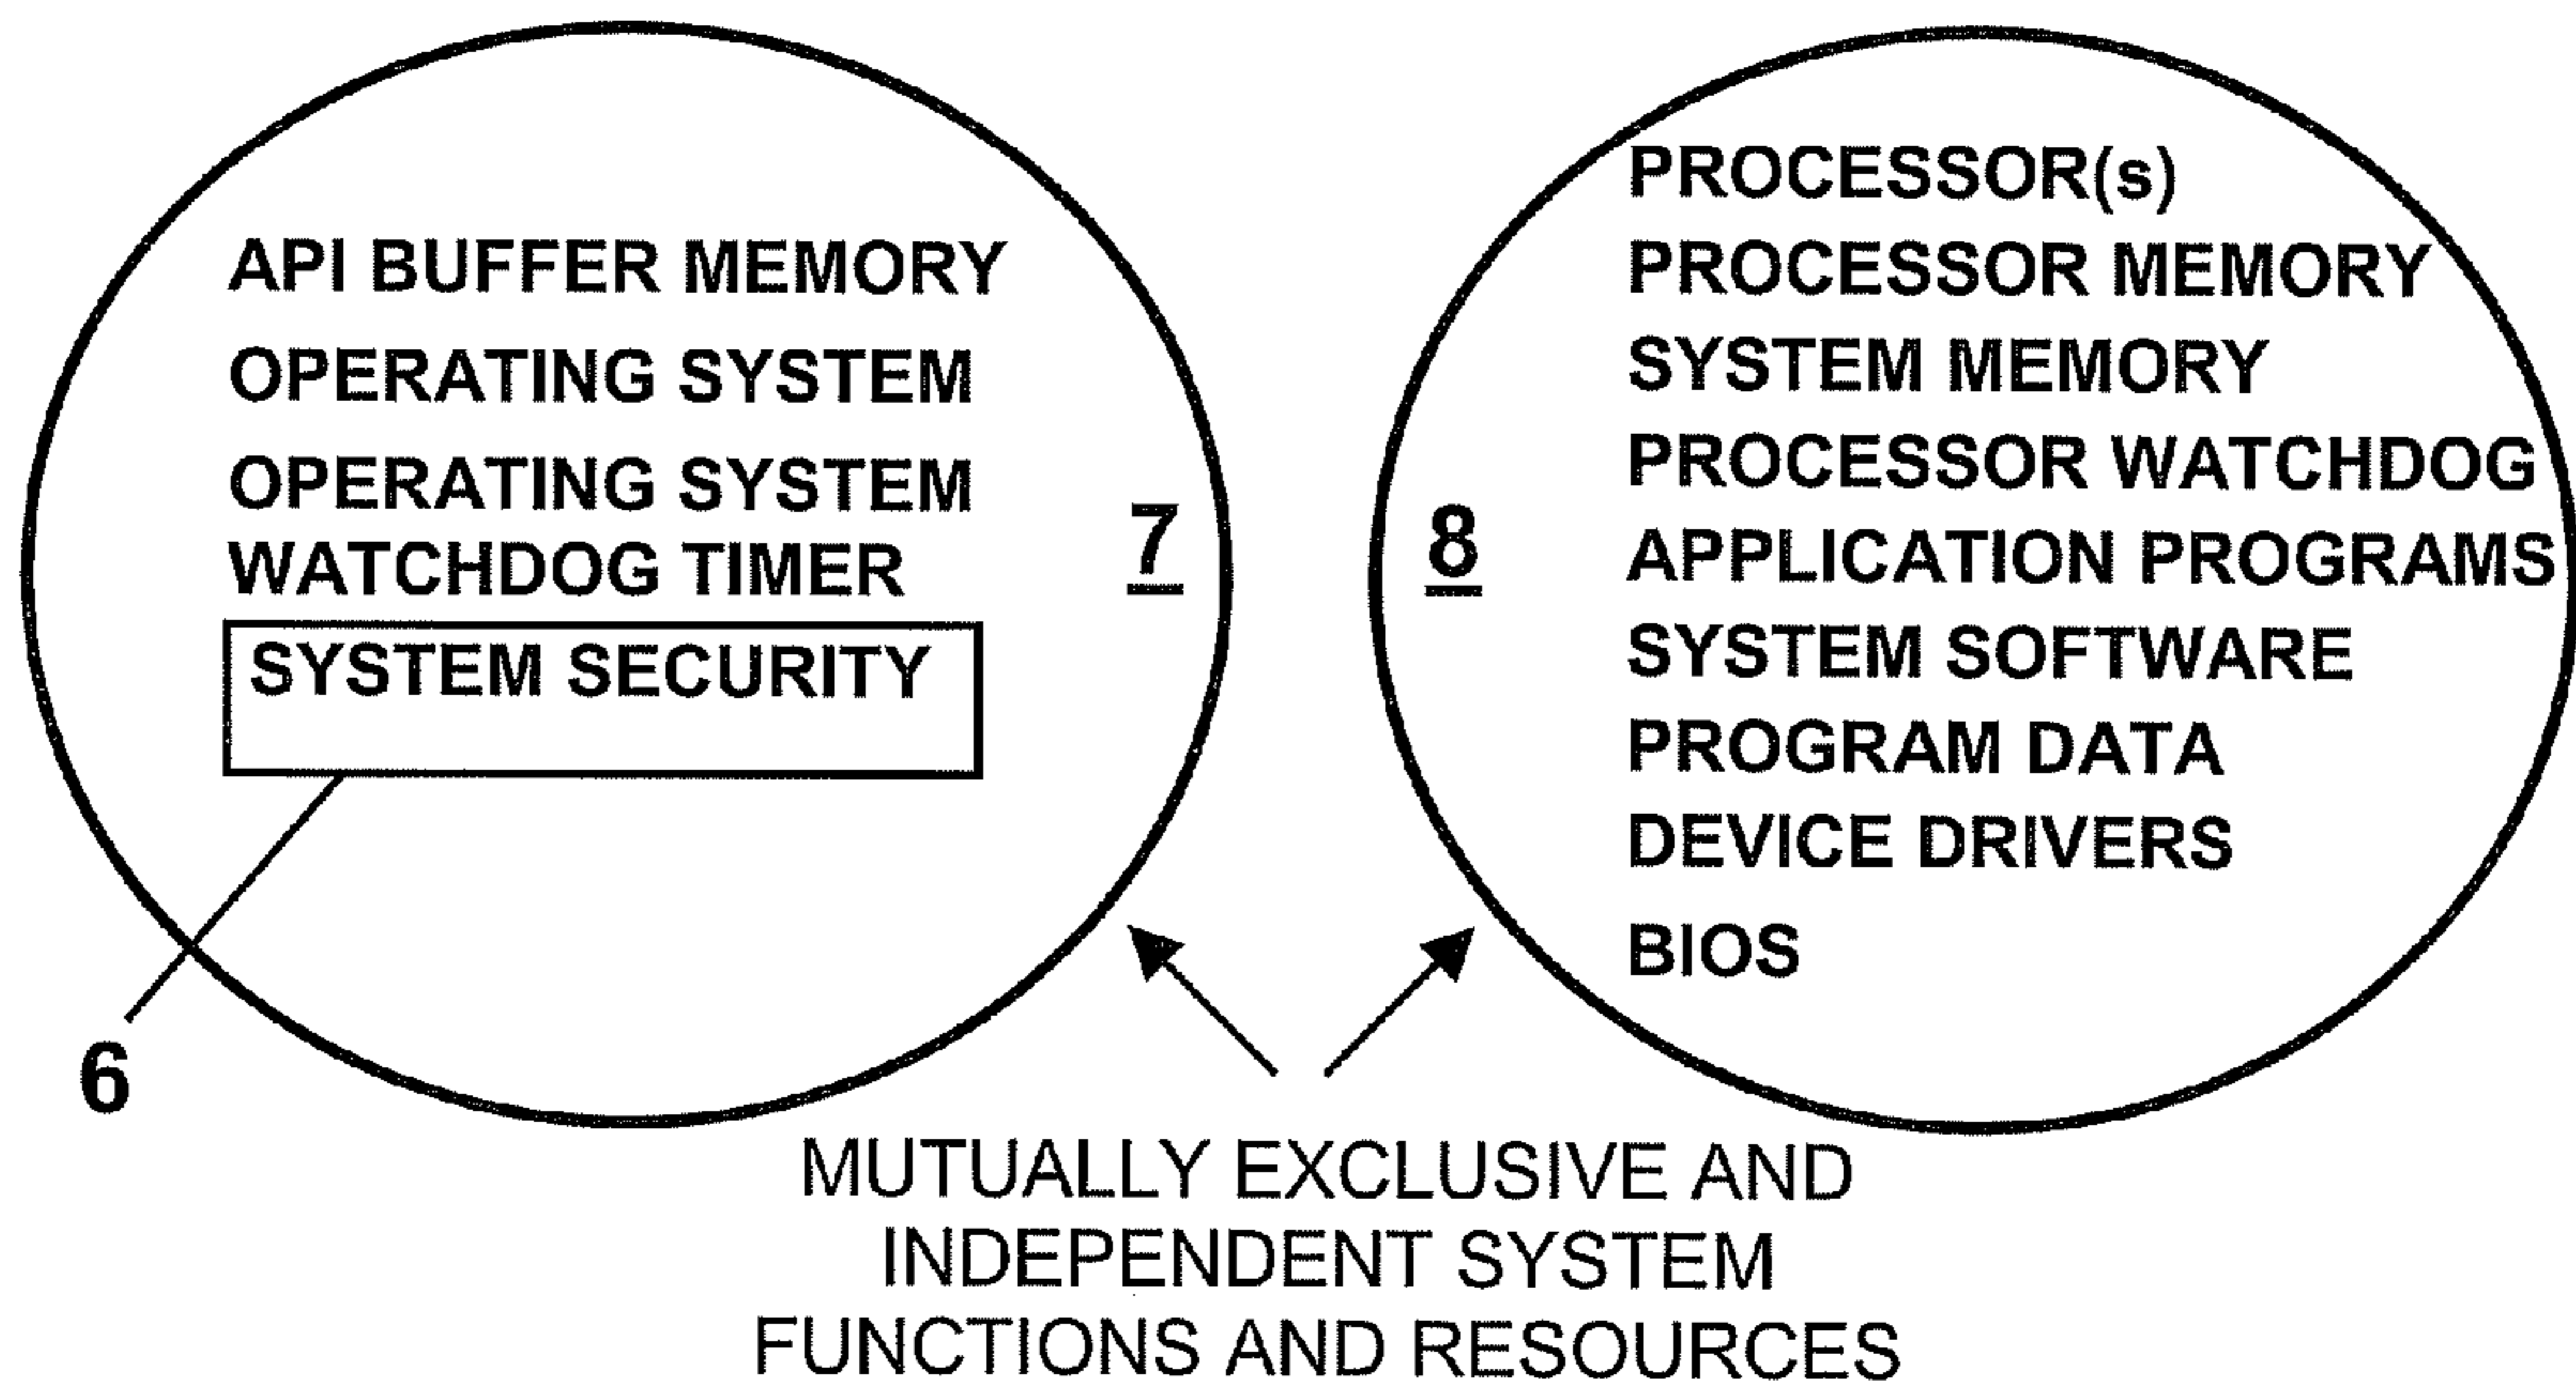 API BUFFER MEMORY
OPERATING SYSTEM
OPERATING SYSTEM
WATCHDOG TIMER
SYSTEM SECURITY
7
6
8
PROCESSOR(s)
PROCESSOR MEMORY
SYSTEM MEMORY
PROCESSOR WATCHDOG
APPLICATION PROGRAMS
SYSTEM SOFTWARE
PROGRAM DATA
DEVICE DRIVERS
BIOS
MUTUALLY EXCLUSIVE AND
INDEPENDENT SYSTEM
FUNCTIONS AND RESOURCES